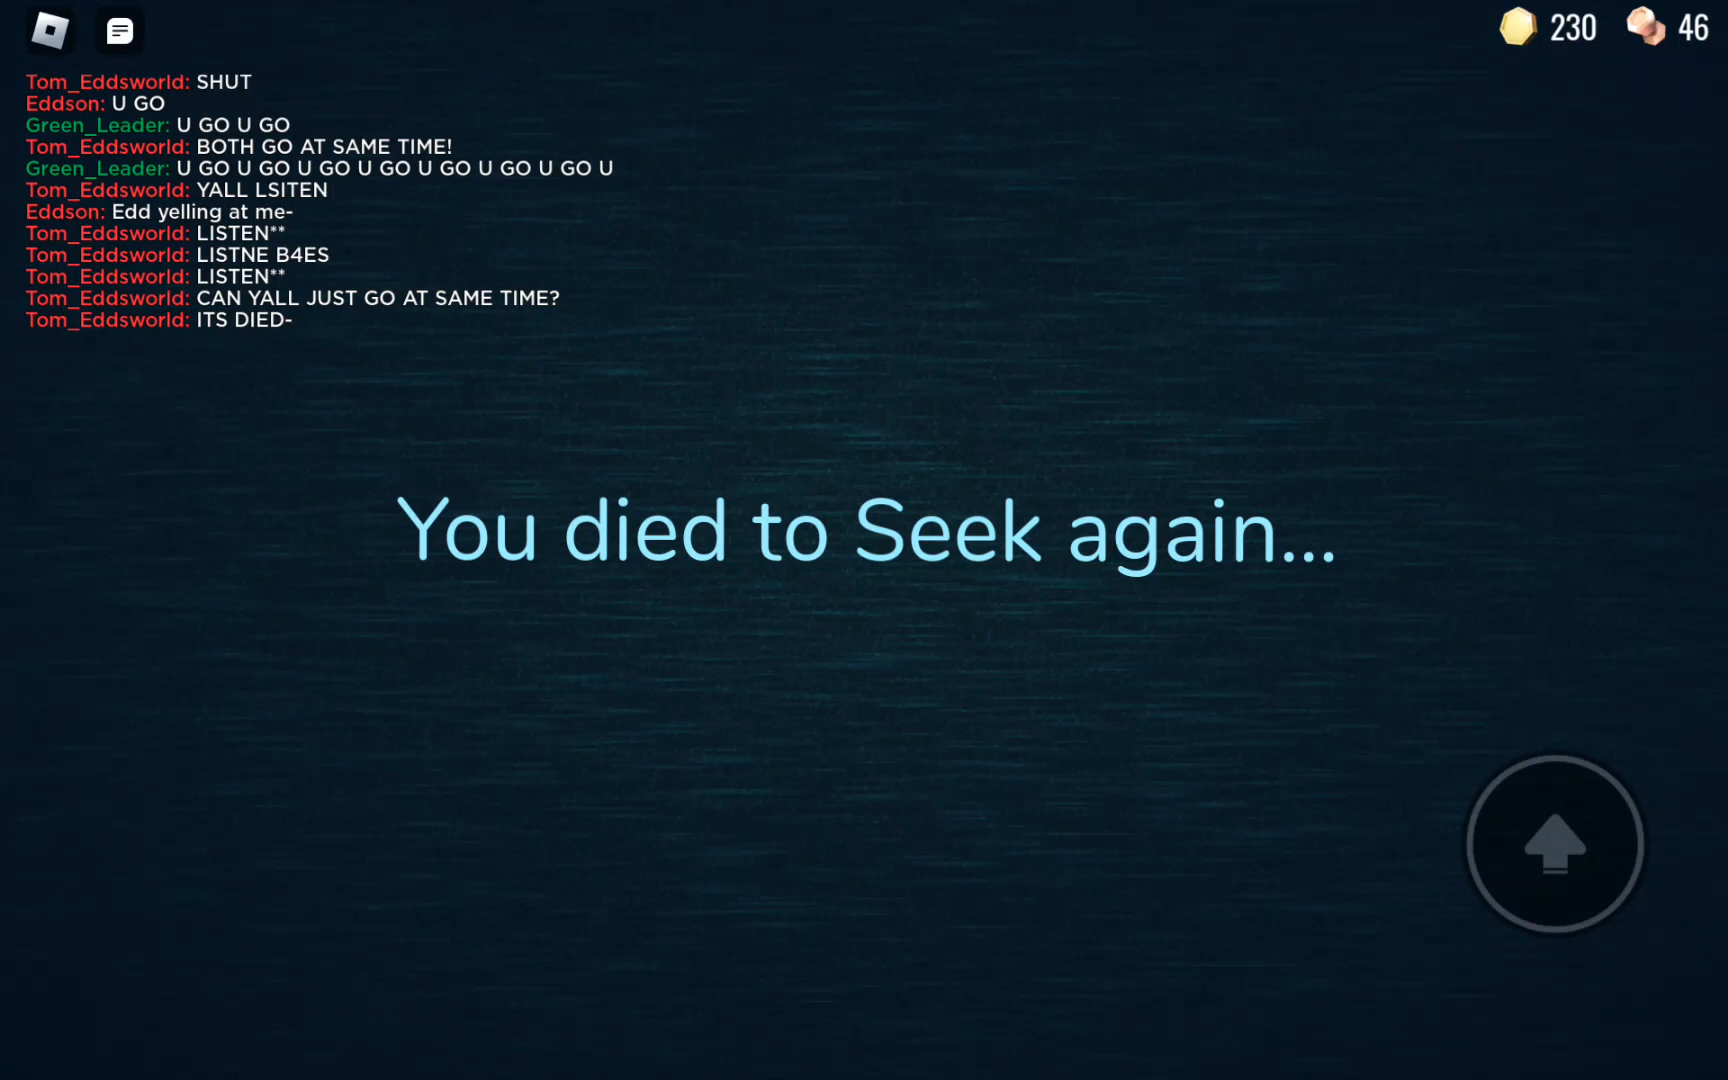 230 46
Tom_Eddsworld: SHUT
Eddson: U GO
Green_Leader: U GO U GO
Tom_Eddsworld: BOTH GO AT SAME TIME!
Green_Leader: U GO U GO U GO U GO U GO U GO U GO U
Tom_Eddsworld: YALL LSITEN
Eddson: Edd yelling at me-
Tom_Eddsworld: LISTEN**
Tom_Eddsworld: LISTNE B4ES
Tom_Eddsworld: LISTEN**
Tom_Eddsworld: CAN YALL JUST GO AT SAME TIME?
Tom_Eddsworld: ITS DIED-
You died to Seek again...